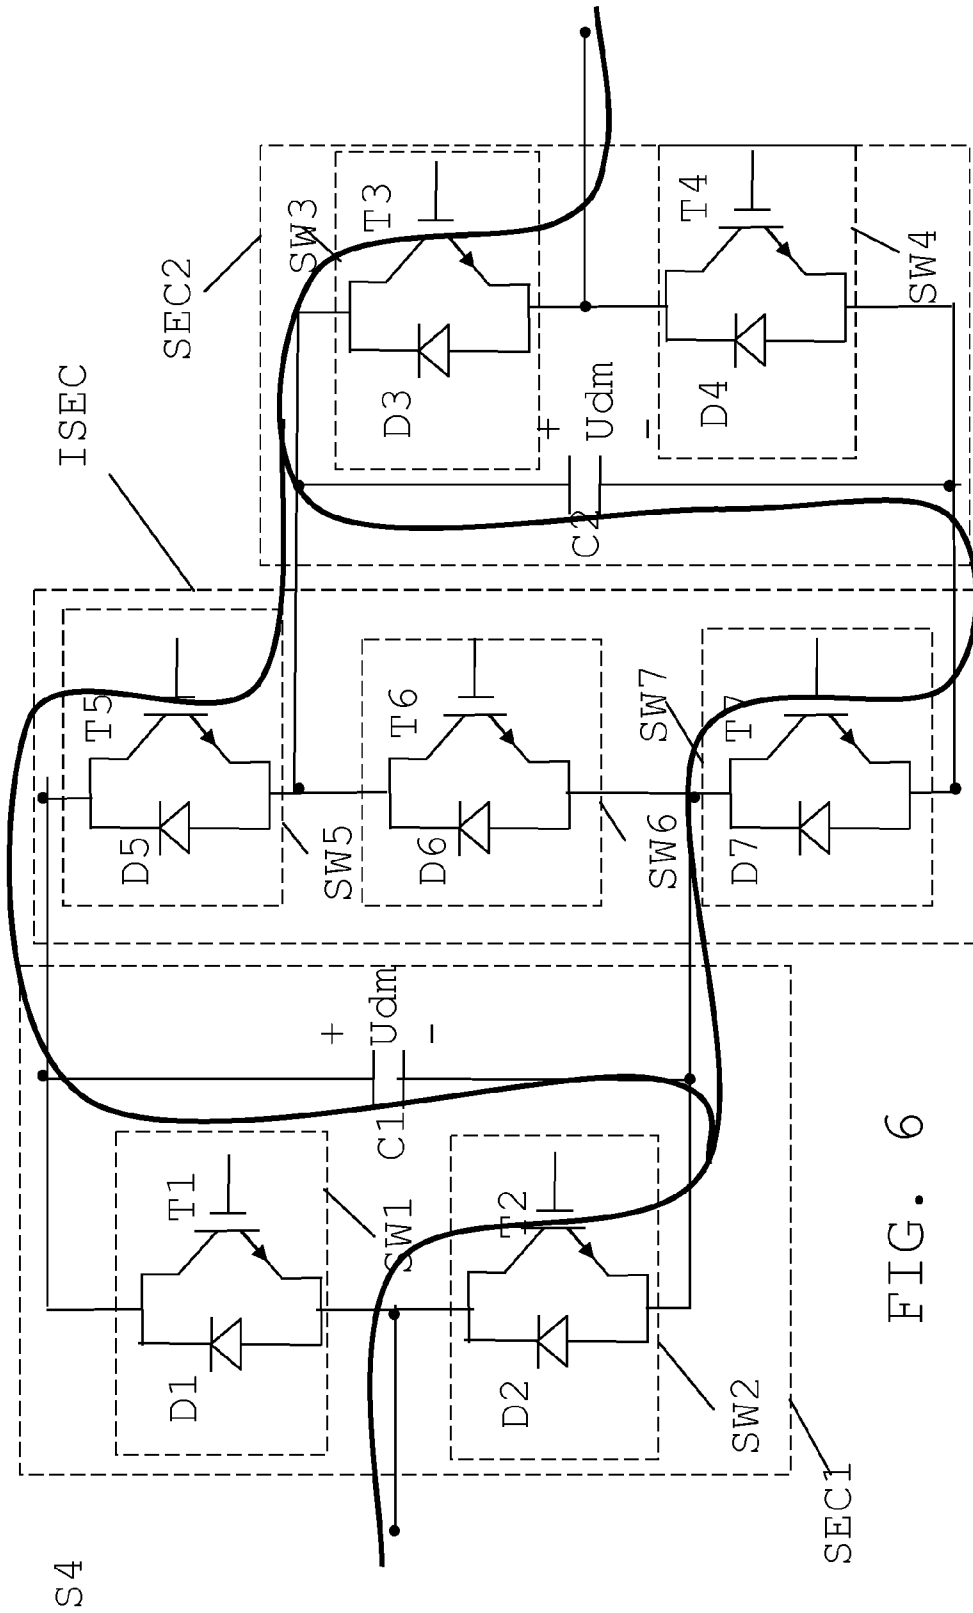 S4
SEC1
SW1
SW2
D1
T1
D2
T2
C1
+
Udm
-
ISEC
SW5
SW6
SW7
D5
T5
D6
T6
D7
T7
SEC2
SW3
SW4
C2
+
Udm
-
D3
T3
D4
T4
FIG. 6